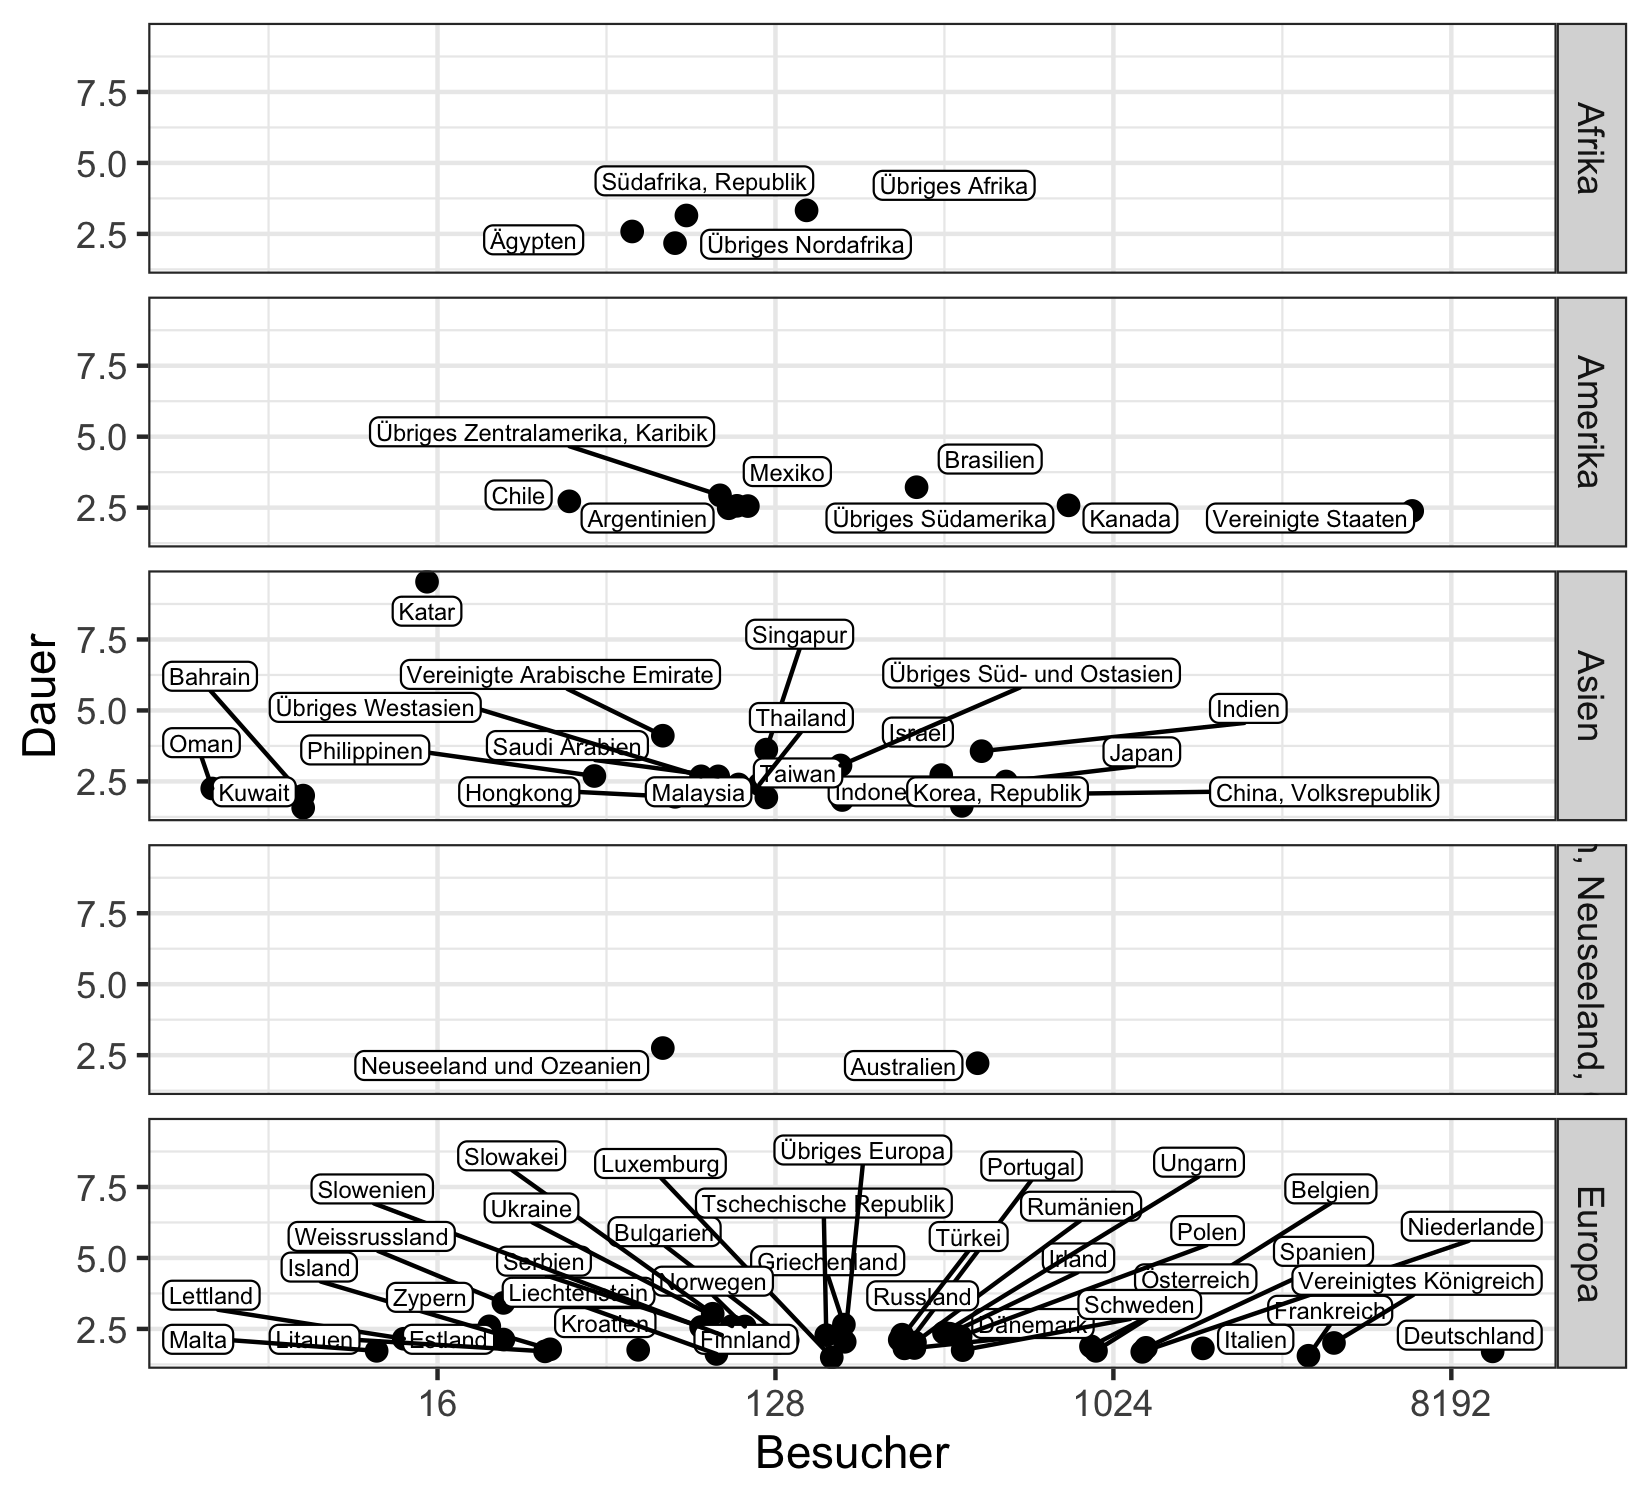 7.5
5.0
2.5
Südafrika, Republik
Übriges Afrika
Ägypten
Übriges Nordafrika
Afrika
7.5
5.0
2.5
Übriges Zentralamerika, Karibik
Brasilien
Mexiko
Chile
Argentinien
Übriges Südamerika
Kanada
Vereinigte Staaten
Amerika
Dauer
7.5
5.0
2.5
Katar
Singapur
Bahrain
Vereinigte Arabische Emirate
Übriges Süd- und Ostasien
Übriges Westasien
Thailand
Indien
Oman
Philippinen
Saudi Arabien
Israel
Japan
Taiwan
Kuwait
Hongkong
Malaysia
Indone
Korea, Republik
China, Volksrepublik
Asien
7.5
5.0
2.5
Neuseeland und Ozeanien
Australien
, Neuseeland,
7.5
5.0
2.5
Slowakei
Luxemburg
Übriges Europa
Portugal
Ungarn
Slowenien
Ukraine
Tschechische Republik
Rumänien
Belgien
Weissrussland
Bulgarien
Türkei
Polen
Niederlande
Island
Serbien
Griechenland
Irland
Spanien
Lettland
Zypern
Liechtenstein
Norwegen
Russland
Österreich
Vereinigtes Königreich
Schweden
Frankreich
Malta
Litauen
Estland
Kroatien
Finnland
Dänemark
Italien
Deutschland
Europa
16
128
1024
8192
Besucher